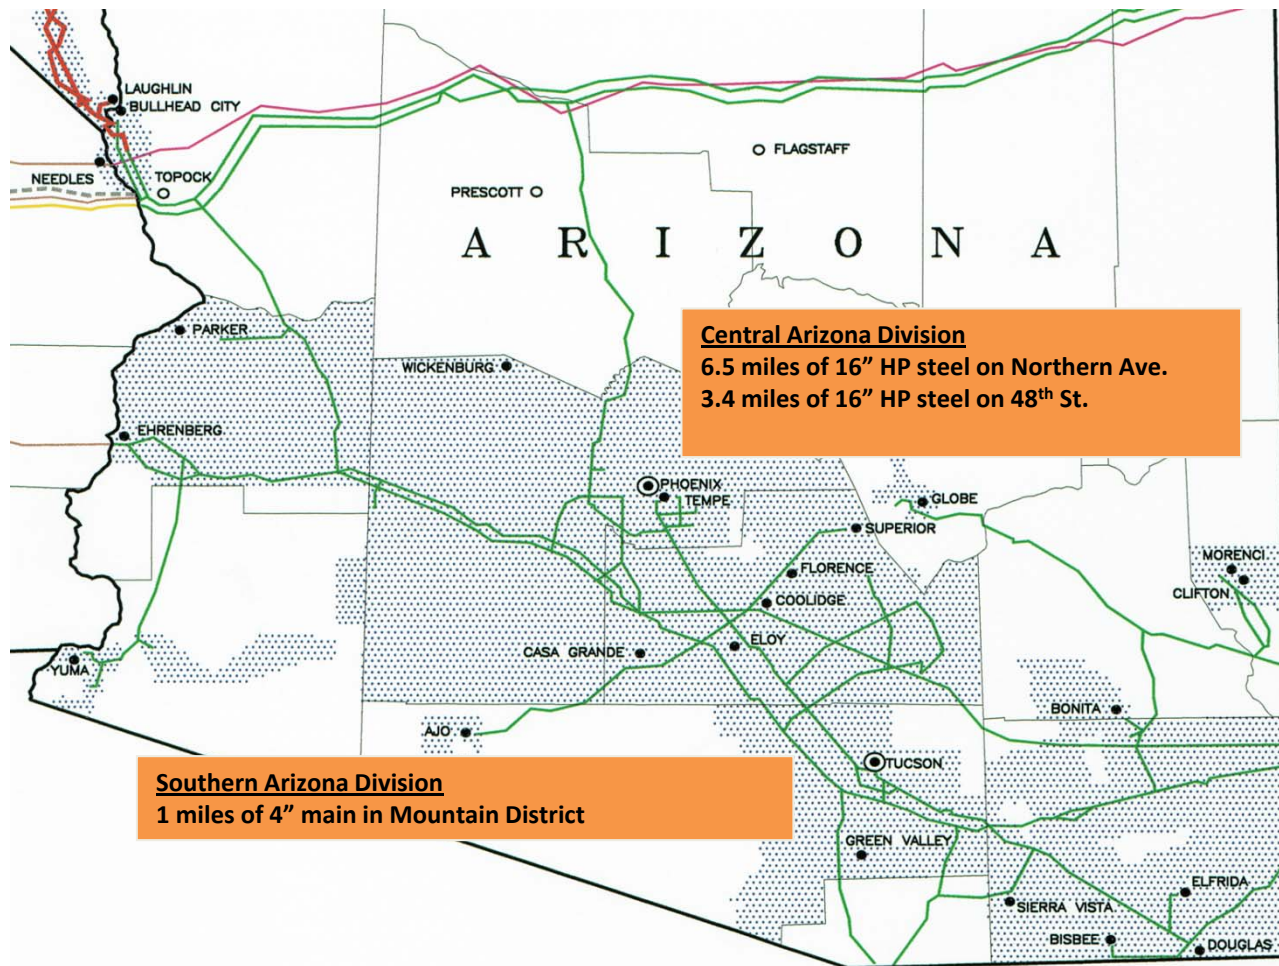 LAUGHLIN
BULLHEAD CITY
NEEDLES
TOPOCK
FLAGSTAFF
PRESCOTT
A R I Z O N A
PARKER
WICKENBURG
Central Arizona Division
6.5 miles of 16” HP steel on Northern Ave.
3.4 miles of 16” HP steel on 48th St.
EHRENBERG
PHOENIX
TEMPE
GLOBE
SUPERIOR
MORENCI
FLORENCE
CLIFTON
COOLIDGE
ELOY
CASA GRANDE
YUMA
BONITA
AJO
TUCSON
Southern Arizona Division
1 miles of 4” main in Mountain District
GREEN VALLEY
ELFRIDA
SIERRA VISTA
BISBEE
DOUGLAS